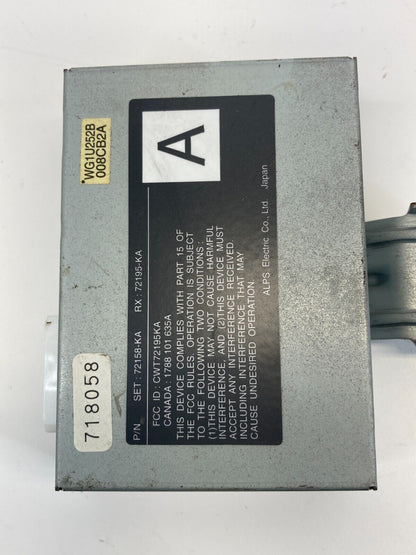 WG1U252B
008CB2A
A
P/N. SET : 72158-KA RX : 72195-KA
FCC ID : CWT72195KA
CANADA : 1788 101 635A
THIS DEVICE COMPLIES WITH PART 15 OF
THE FCC RULES. OPERATION IS SUBJECT
TO THE FOLLOWING TWO CONDITIONS :
(1)THIS DEVICE MAY NOT CAUSE HARMFUL
INTERFERENCE, AND (2)THIS DEVICE MUST
ACCEPT ANY INTERFERENCE RECEIVED.
INCLUDING INTERFERENCE THAT MAY
CAUSE UNDESIRED OPERATION.
ALPS Electric Co., Ltd. Japan
718058